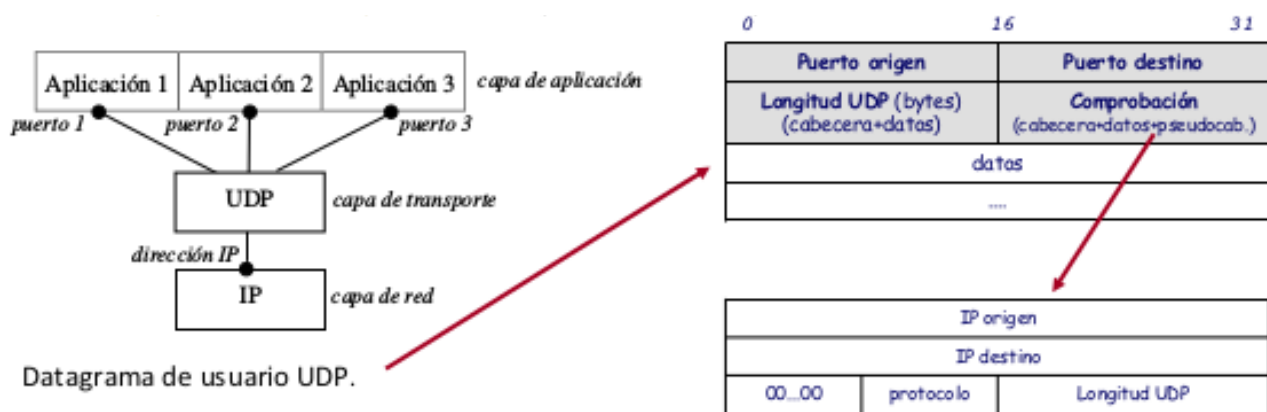 Aplicación 1 Aplicación 2 Aplicación 3 capa de aplicación
puerto 1 puerto 2 puerto 3
UDP capa de transporte
dirección IP
IP capa de red
Datagrama de usuario UDP.
0 16 31
Puerto origen Puerto destino
Longitud UDP (bytes) Comprobación
(cabecera+datos) (cabecera+datos+pseudocab.)
datos
....
IP origen
IP destino
00...00 protocolo Longitud UDP